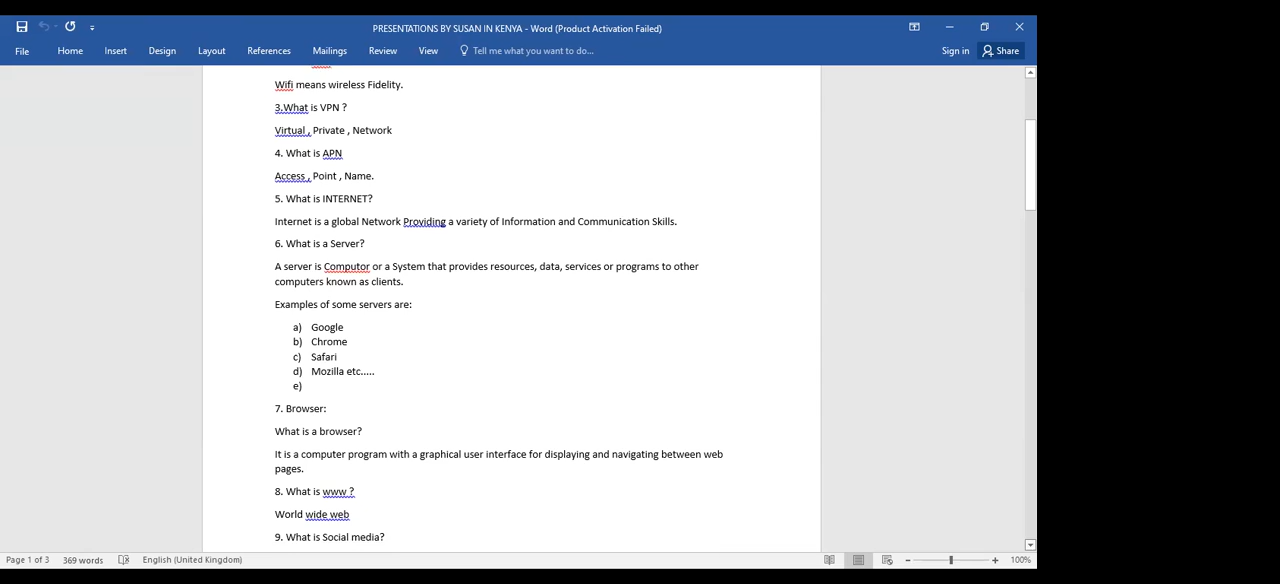 PRESENTATIONS BY SUSAN IN KENYA - Word (Product Activation Failed)
File Home Insert Design Layout References Mailings Review View Tell me what you want to do... Sign in Share
Wifi means wireless Fidelity.
3.What is VPN ?
Virtual , Private , Network
4. What is APN
Access , Point , Name.
5. What is INTERNET?
Internet is a global Network Providing a variety of Information and Communication Skills.
6. What is a Server?
A server is Computor or a System that provides resources, data, services or programs to other
computers known as clients.
Examples of some servers are:
a) Google
b) Chrome
c) Safari
d) Mozilla etc.....
e)
7. Browser:
What is a browser?
It is a computer program with a graphical user interface for displaying and navigating between web
pages.
8. What is www ?
World wide web
9. What is Social media?
Page 1 of 3 369 words English (United Kingdom) 100%